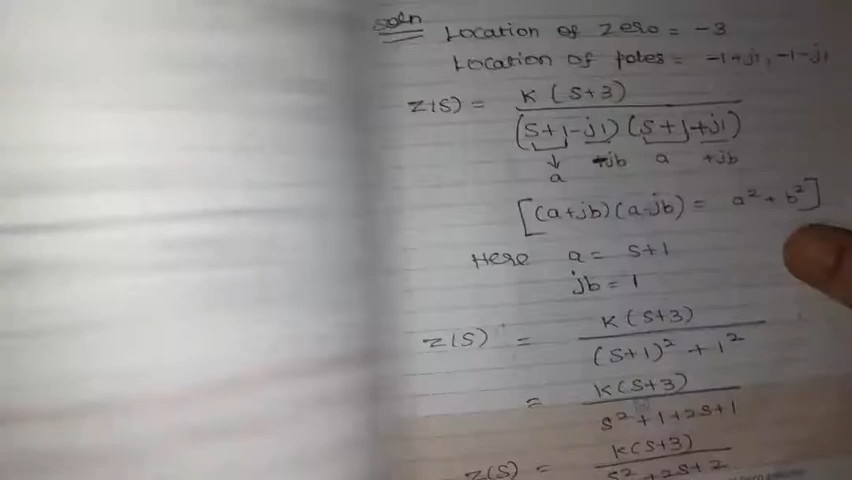 Soln Location of zero = -3
Location of Poles = -1+j1, -1-j1
Z(S) = K(S+3)
(S+1-j1)(S+1+j1)
a +jb a +jb
[(a+jb)(a-jb) = a²+b²]
Here a = S+1
jb = 1
Z(S) = K(S+3)
(S+1)²+1²
= K(S+3)
S²+1+2S+1
Z(S) = K(S+3)
S²+2S+2